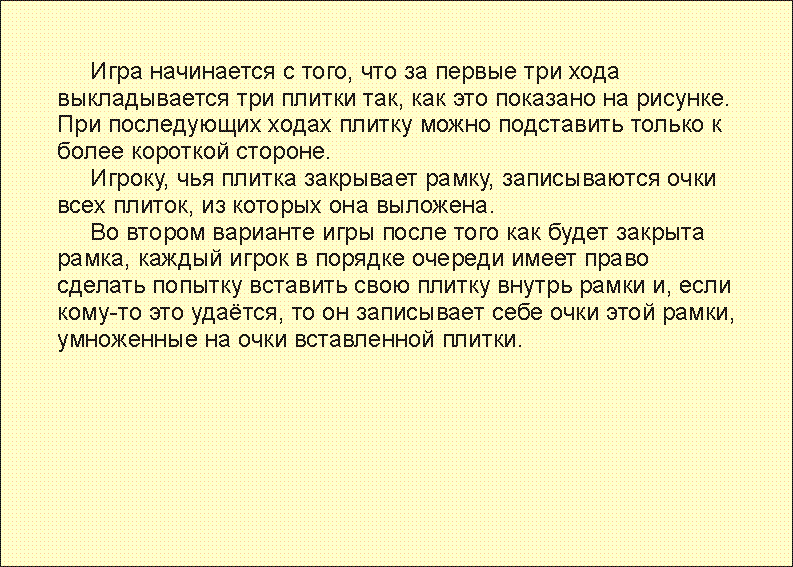 Игра начинается с того, что за первые три хода
выкладывается три плитки так, как это показано на рисунке.
При последующих ходах плитку можно подставить только к
более короткой стороне.
Игроку, чья плитка закрывает рамку, записываются очки
всех плиток, из которых она выложена.
Во втором варианте игры после того как будет закрыта
рамка, каждый игрок в порядке очереди имеет право
сделать попытку вставить свою плитку внутрь рамки и, если
кому-то это удаётся, то он записывает себе очки этой рамки,
умноженные на очки вставленной плитки.